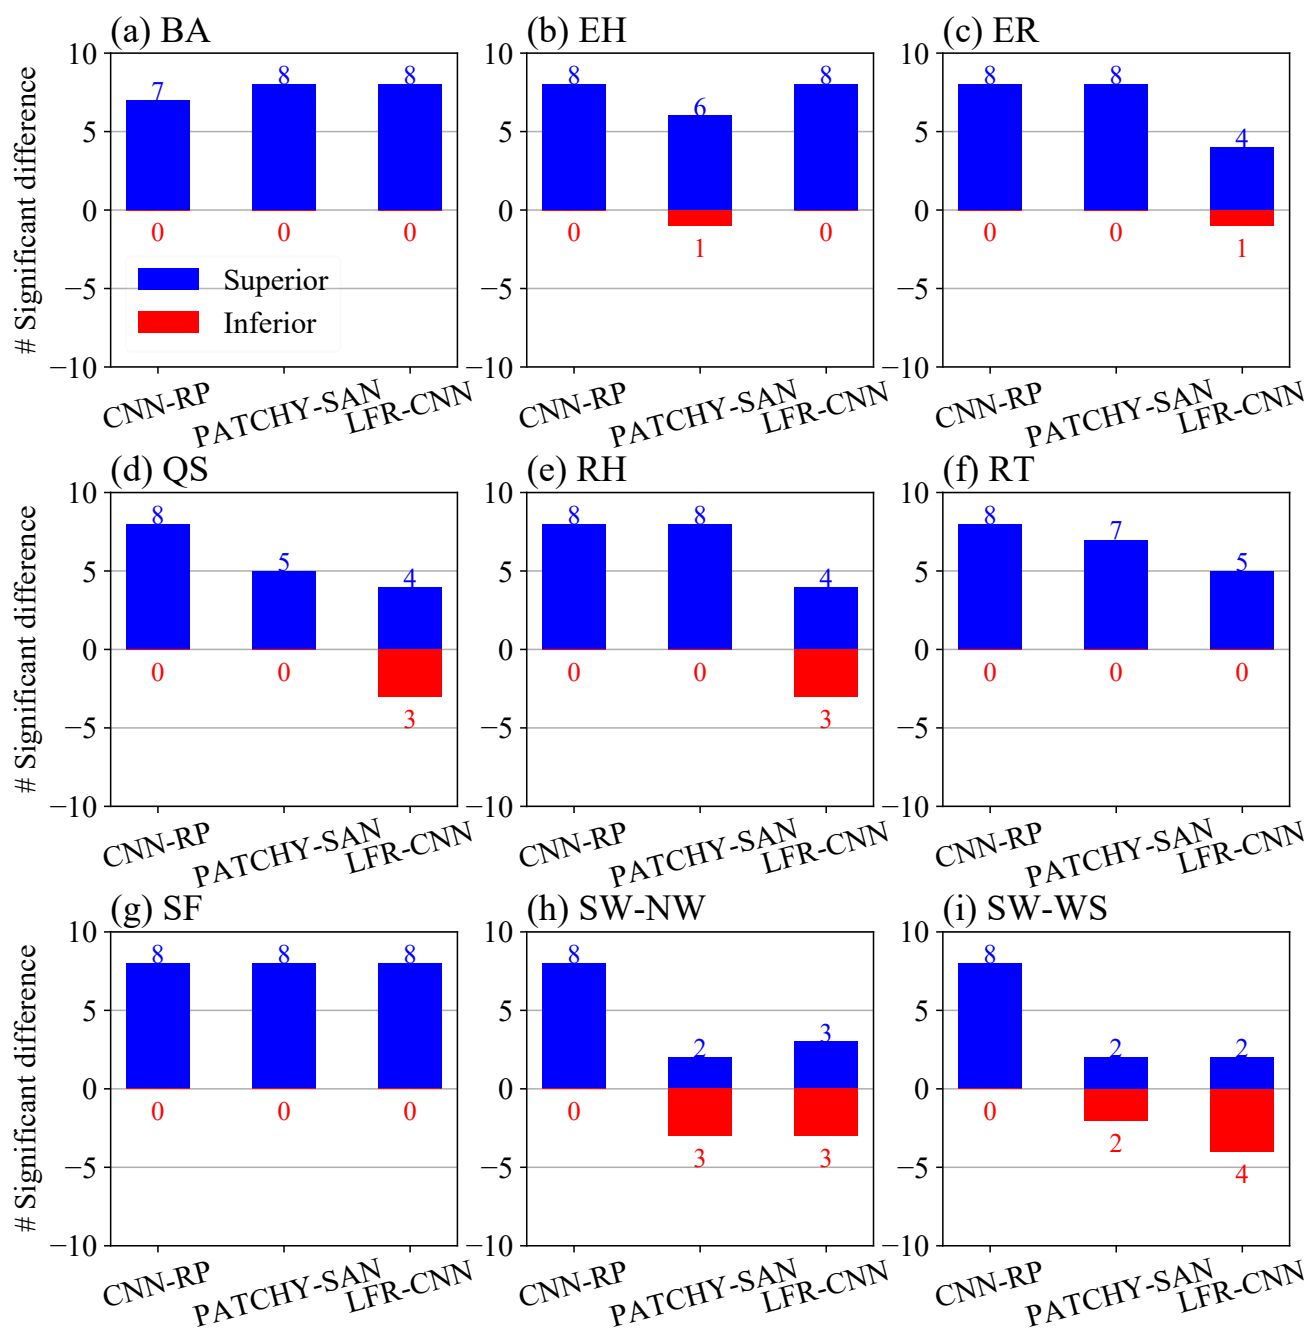 (a) BA
(b) EH
(c) ER
# Significant difference
10
5
0
−5
−10
7
8
8
0
0
0
Superior
Inferior
CNN-RP
PATCHY-SAN
LFR-CNN
10
5
0
−5
−10
8
6
8
0
1
0
CNN-RP
PATCHY-SAN
LFR-CNN
10
5
0
−5
−10
8
8
4
0
0
1
CNN-RP
PATCHY-SAN
LFR-CNN
(d) QS
(e) RH
(f) RT
# Significant difference
10
5
0
−5
−10
8
5
4
0
0
3
CNN-RP
PATCHY-SAN
LFR-CNN
10
5
0
−5
−10
8
8
4
0
0
3
CNN-RP
PATCHY-SAN
LFR-CNN
10
5
0
−5
−10
8
7
5
0
0
0
CNN-RP
PATCHY-SAN
LFR-CNN
(g) SF
(h) SW-NW
(i) SW-WS
# Significant difference
10
5
0
−5
−10
8
8
8
0
0
0
CNN-RP
PATCHY-SAN
LFR-CNN
10
5
0
−5
−10
8
2
3
0
3
3
CNN-RP
PATCHY-SAN
LFR-CNN
10
5
0
−5
−10
8
2
2
0
2
4
CNN-RP
PATCHY-SAN
LFR-CNN